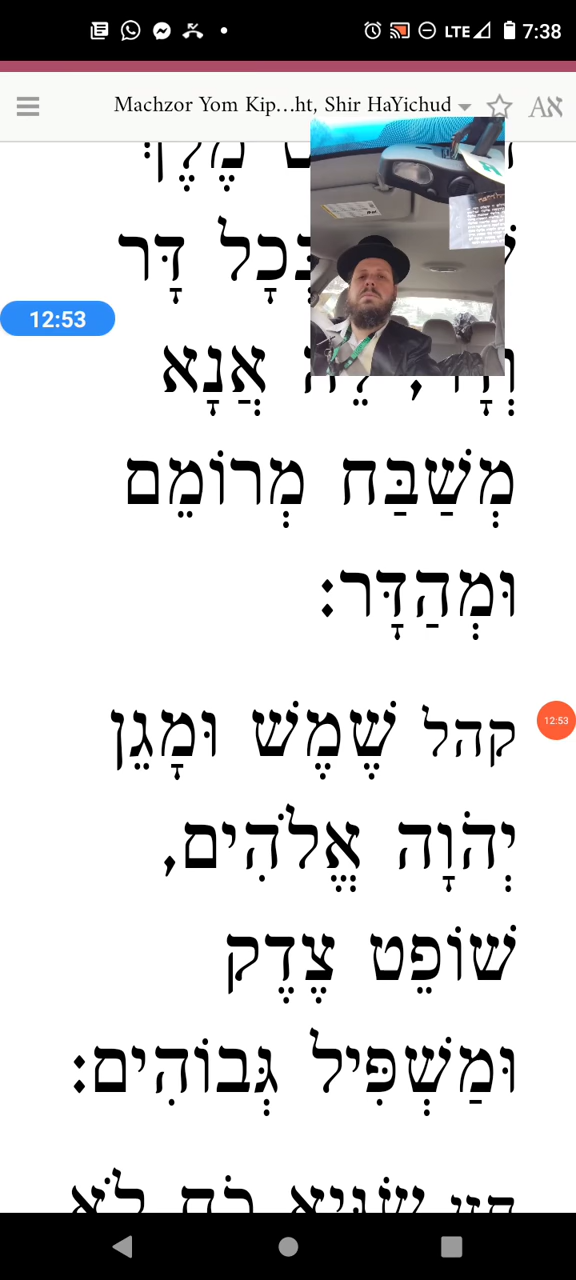 7:38
LTE
Machzor Yom Kip...ht, Shir HaYichud
Aא
מֶלֶךְ
בְּכָל דָּר
12:53
אֲנָא
מְשַׁבַּח מְרוֹמֵם
וּמְהַדָּר:
קהל שֶׁמֶשׁ וּמָגֵן
12:53
יְהֹוָה אֱלֹהִים,
שׁוֹפֵט צֶדֶק
וּמַשְׁפִּיל גְּבוֹהִים: